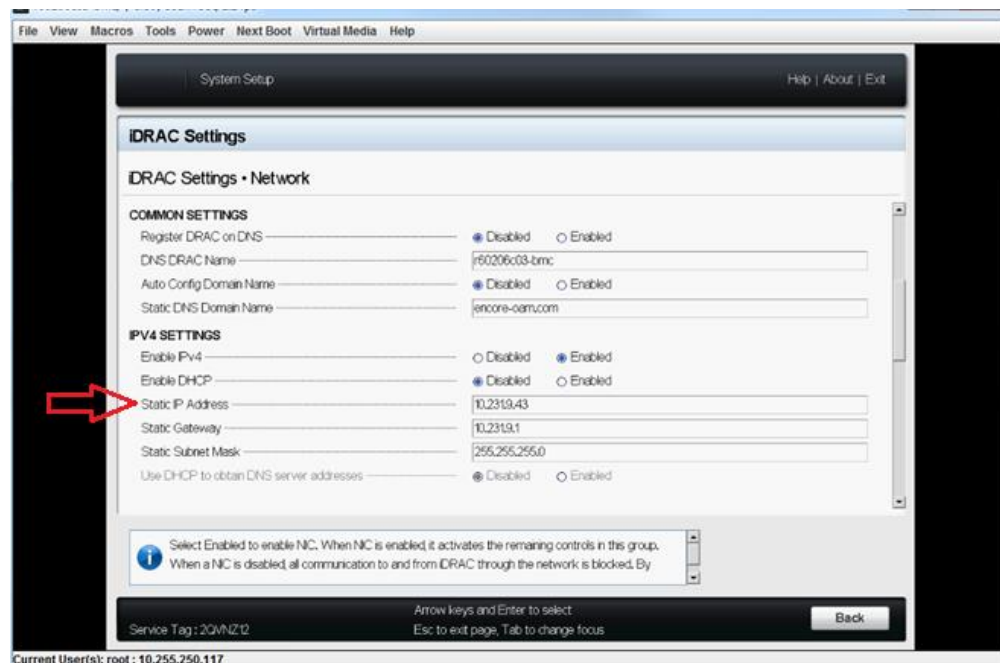 File View Macros Tools Power Next Boot Virtual Media Help
System Setup
Help | About | Exit
iDRAC Settings
iDRAC Settings • Network
COMMON SETTINGS
Register DRAC on DNS Disabled Enabled
DNS DRAC Name r60206c03-bmc
Auto Config Domain Name Disabled Enabled
Static DNS Domain Name encore-oam.com
IPV4 SETTINGS
Enable IPv4 Disabled Enabled
Enable DHCP Disabled Enabled
Static IP Address 10.231.9.43
Static Gateway 10.231.9.1
Static Subnet Mask 255.255.255.0
Use DHCP to obtain DNS server addresses Disabled Enabled
Select Enabled to enable NIC. When NIC is enabled, it activates the remaining controls in this group.
When a NIC is disabled, all communication to and from iDRAC through the network is blocked. By
Arrow keys and Enter to select
Service Tag : 2QVNZ12 Esc to exit page, Tab to change focus
Back
Current User(s): root : 10.255.250.117